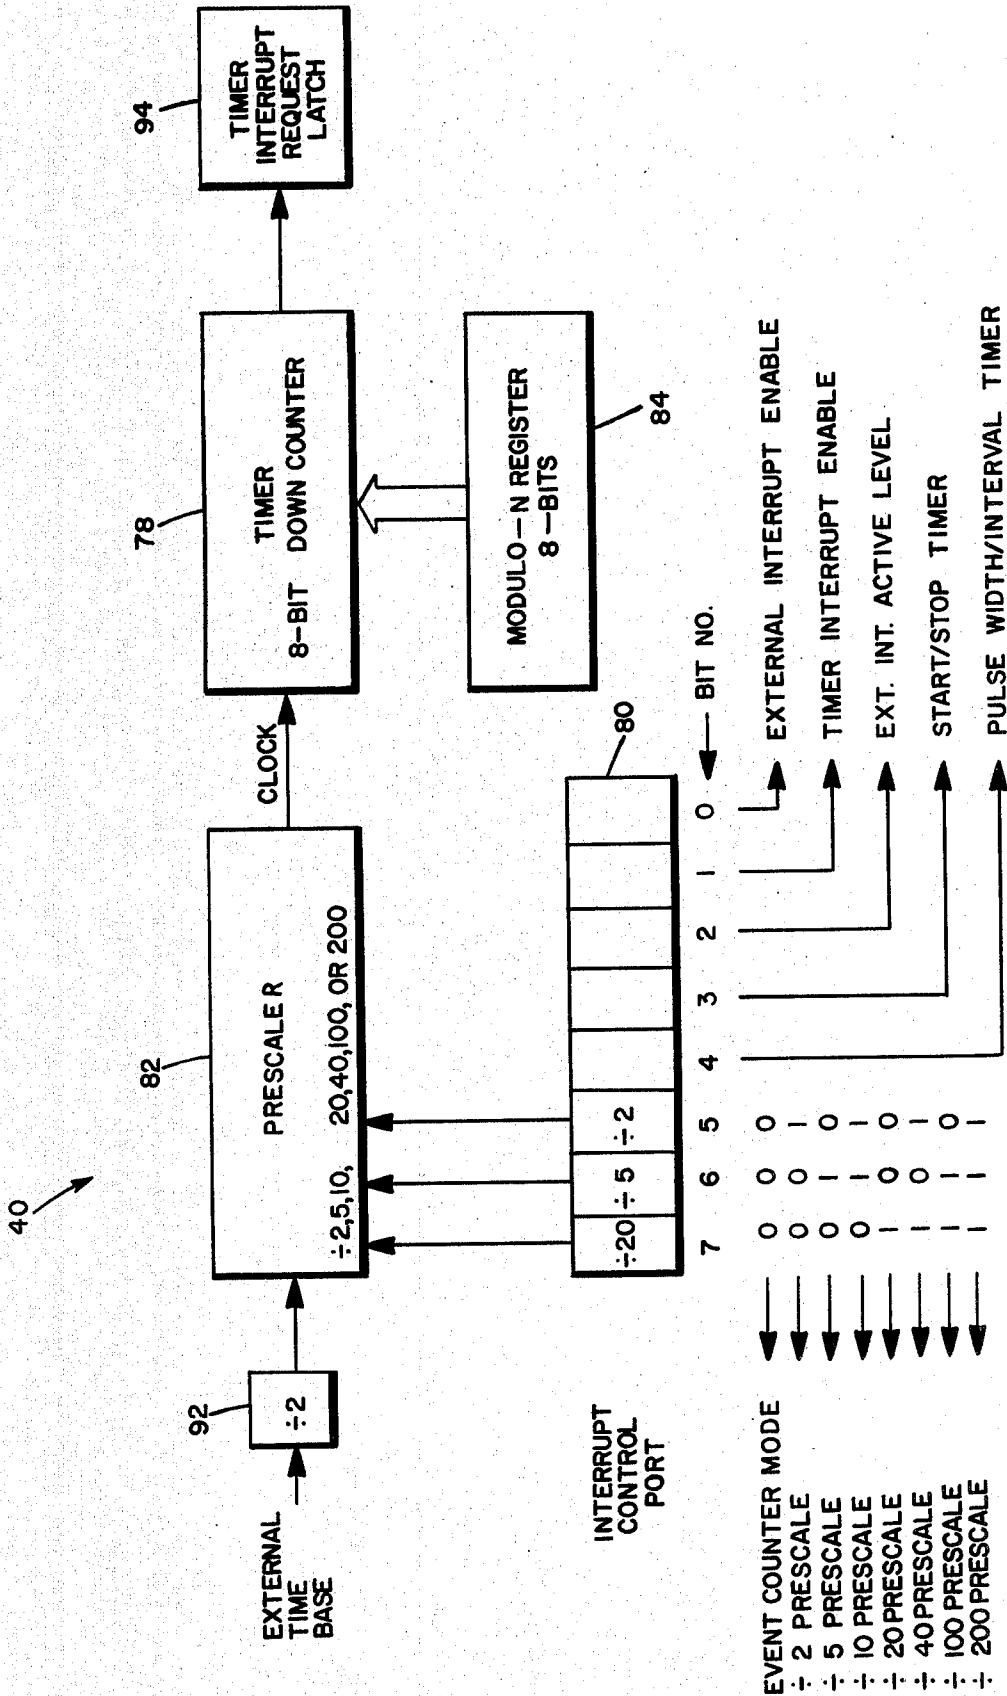 40
EXTERNAL
TIME
BASE
92
÷2
82
PRESCALE R
÷2,5,10, 20,40,100, OR 200
CLOCK
78
TIMER
8-BIT DOWN COUNTER
94
TIMER
INTERRUPT
REQUEST
LATCH
MODULO-N REGISTER
8-BITS
84
INTERRUPT
CONTROL
PORT
÷20 ÷5 ÷2
80
7 6 5 4 3 2 1 0 BIT NO.
EXTERNAL INTERRUPT ENABLE
TIMER INTERRUPT ENABLE
EXT. INT. ACTIVE LEVEL
START/STOP TIMER
PULSE WIDTH/INTERVAL TIMER
EVENT COUNTER MODE 0 0 0
÷ 2 PRESCALE 0 0 1
÷ 5 PRESCALE 0 1 0
÷ 10 PRESCALE 0 1 1
÷ 20 PRESCALE 1 0 0
÷ 40 PRESCALE 1 0 1
÷ 100 PRESCALE 1 1 0
÷ 200 PRESCALE 1 1 1